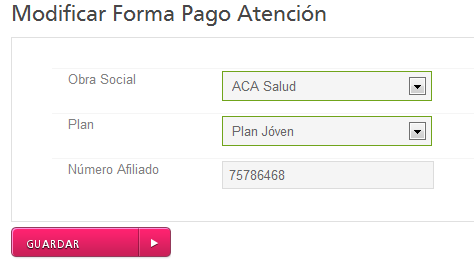 Modificar Forma Pago Atención
Obra Social
ACA Salud
Plan
Plan Jóven
Número Afiliado
75786468
GUARDAR